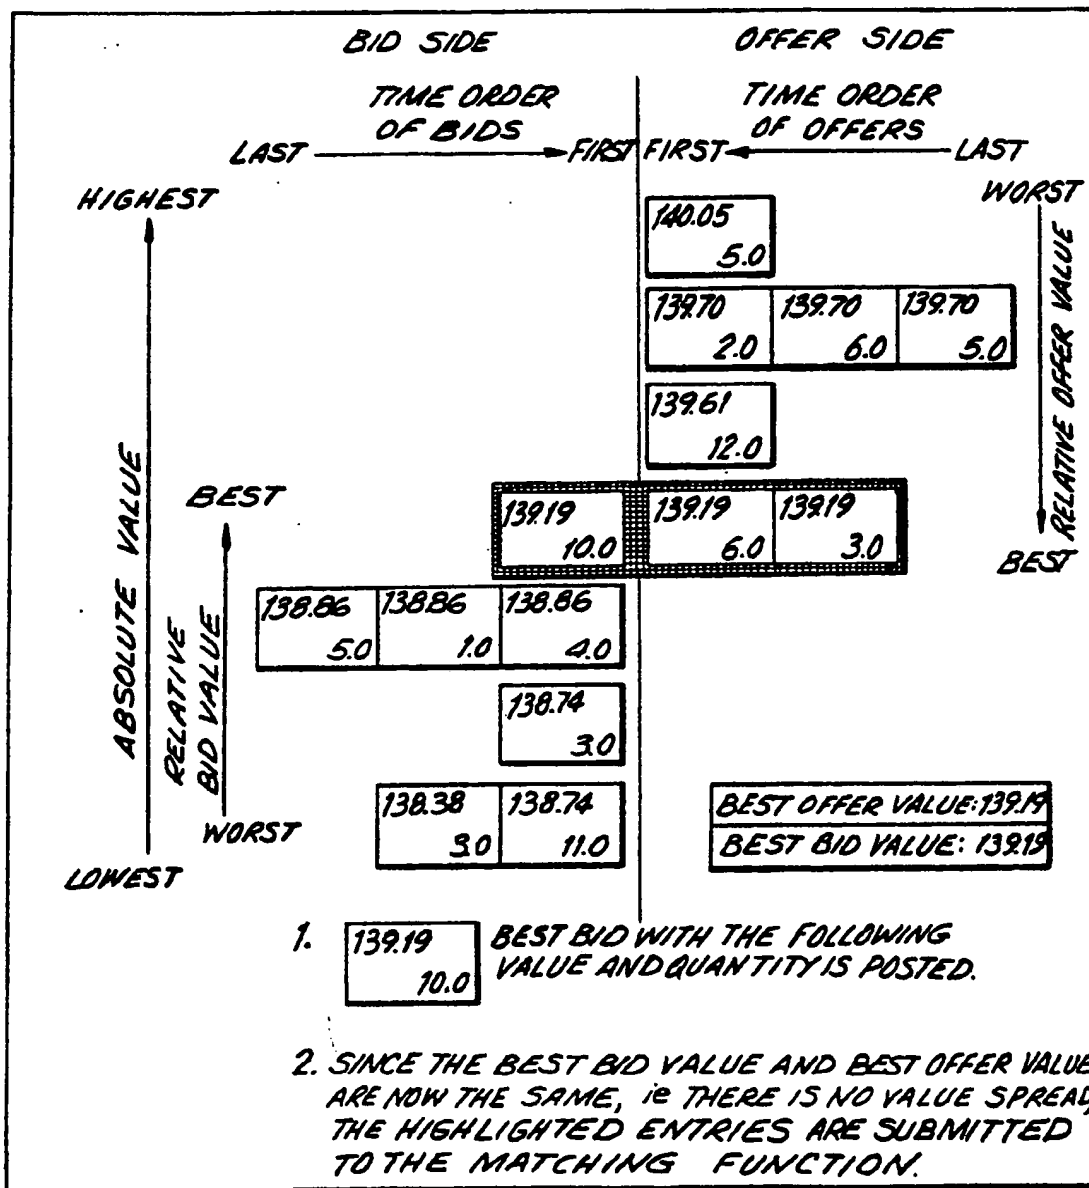 BID SIDE
OFFER SIDE
TIME ORDER
OF BIDS
TIME ORDER
OF OFFERS
LAST
FIRST
FIRST
LAST
HIGHEST
WORST
140.05
5.0
139.70
2.0
139.70
6.0
139.70
5.0
139.61
12.0
RELATIVE OFFER VALUE
ABSOLUTE VALUE
BEST
139.19
10.0
139.19
6.0
139.19
3.0
BEST
RELATIVE
BID VALUE
138.86
5.0
138.86
1.0
138.86
4.0
138.74
3.0
WORST
138.38
3.0
138.74
11.0
BEST OFFER VALUE: 139.19
BEST BID VALUE: 139.19
LOWEST
1. 139.19
10.0
BEST BID WITH THE FOLLOWING
VALUE AND QUANTITY IS POSTED.
2. SINCE THE BEST BID VALUE AND BEST OFFER VALUE
ARE NOW THE SAME, ie THERE IS NO VALUE SPREAD,
THE HIGHLIGHTED ENTRIES ARE SUBMITTED
TO THE MATCHING FUNCTION.